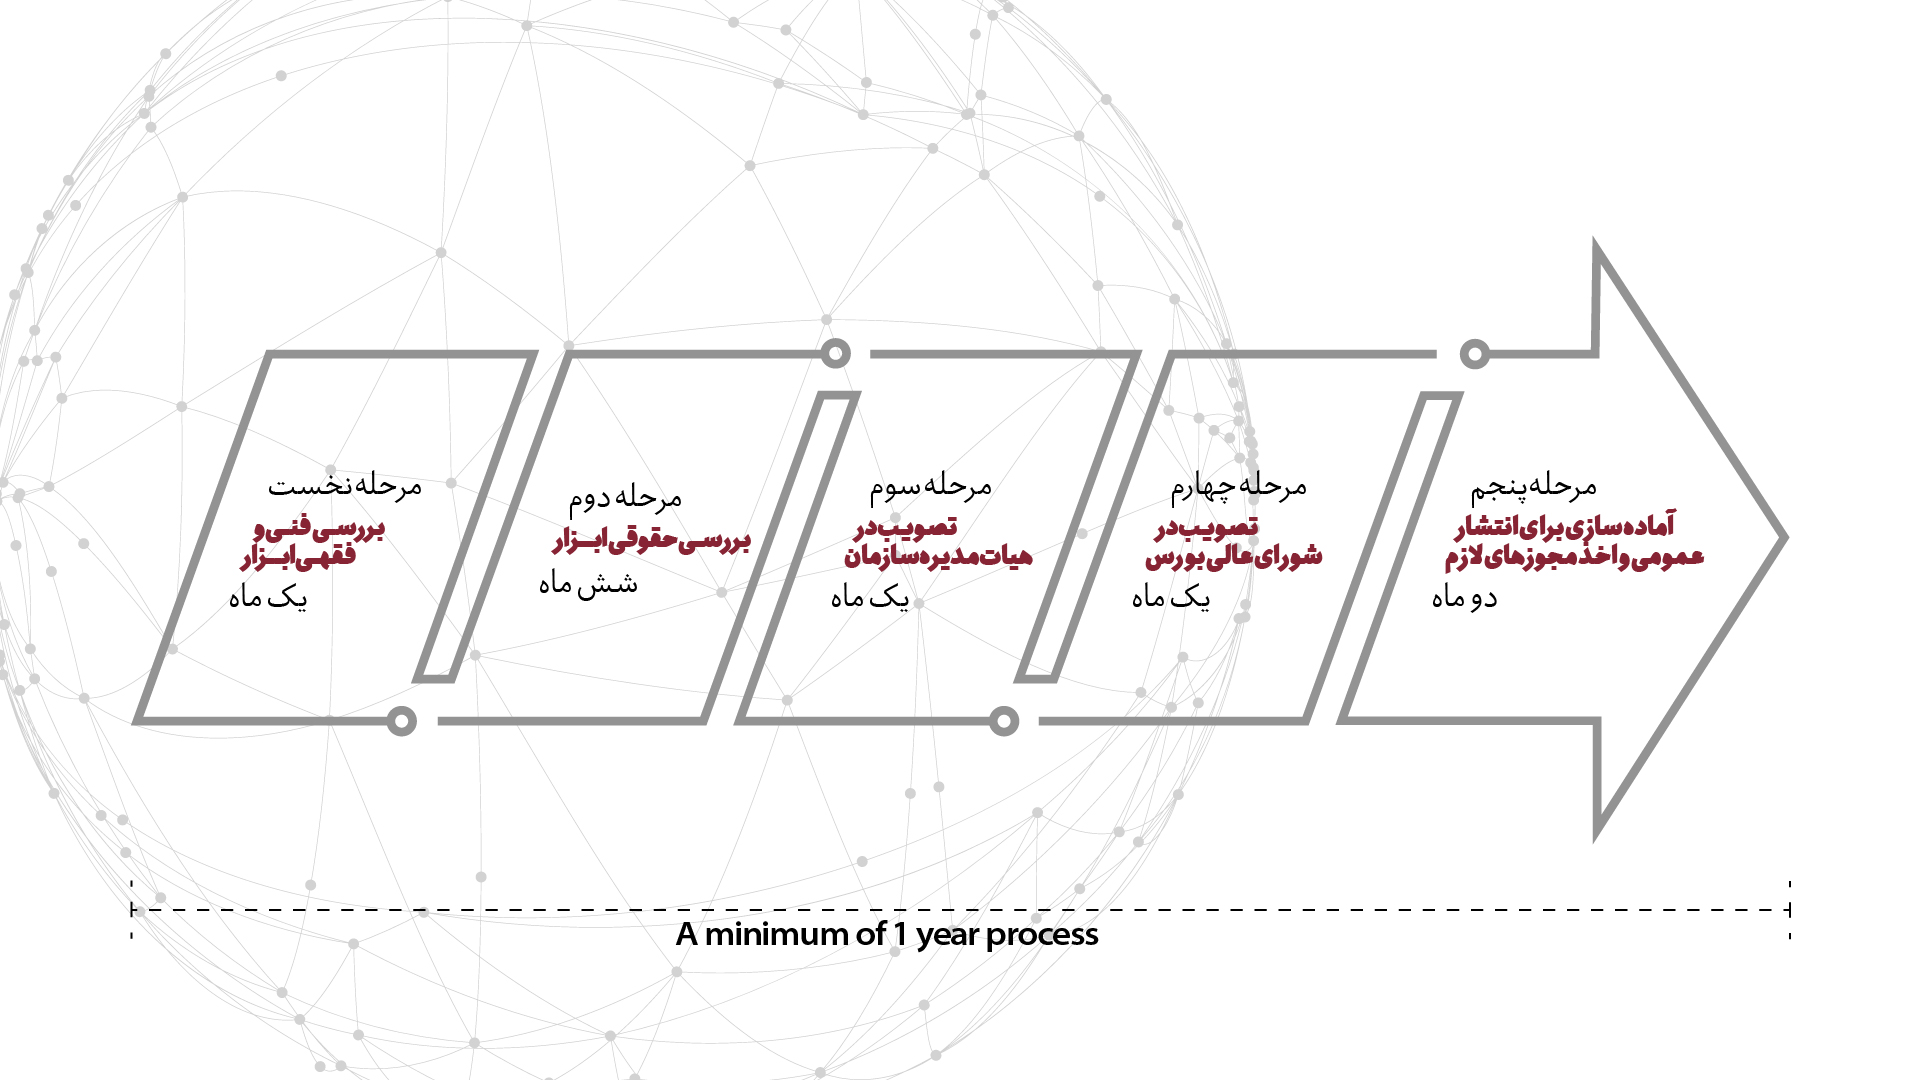 مرحله نخست
بررسی فنی و
فقهی ابزار
یک ماه
مرحله دوم
بررسی حقوقی ابزار
شش ماه
مرحله سوم
تصویب در
هیات مدیره سازمان
یک ماه
مرحله چهارم
تصویب در
شورای عالی بورس
یک ماه
مرحله پنجم
آماده سازی برای انتشار
عمومی و اخذ مجوزهای لازم
دو ماه
A minimum of 1 year process